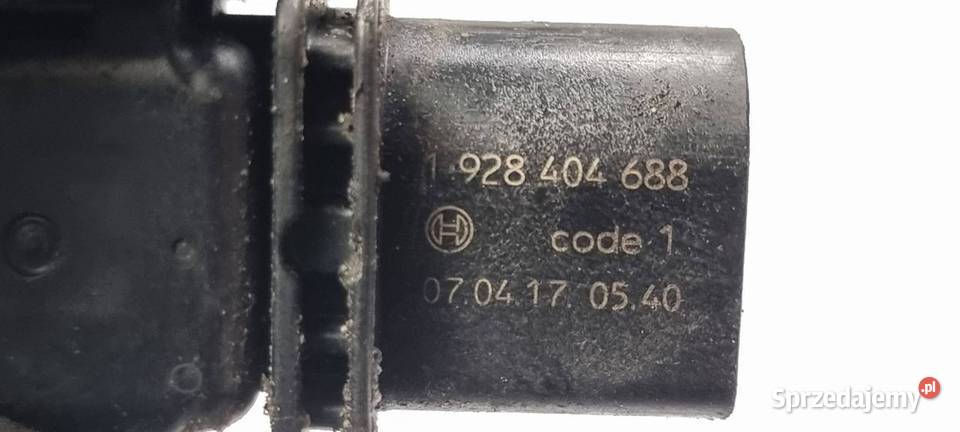 1 928 404 688
code 1
07.04.17 05.40
Sprzedajemy.pl